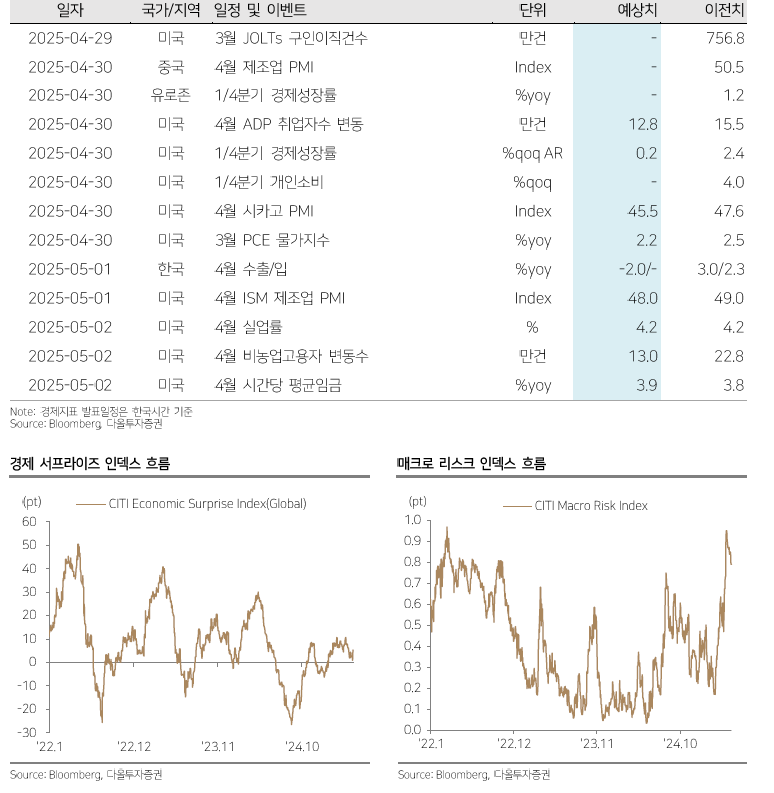 일자 국가/지역 일정 및 이벤트 단위 예상치 이전치
2025-04-29 미국 3월 JOLTs 구인이직건수 만건 - 756.8
2025-04-30 중국 4월 제조업 PMI Index - 50.5
2025-04-30 유로존 1/4분기 경제성장률 %yoy - 1.2
2025-04-30 미국 4월 ADP 취업자수 변동 만건 12.8 15.5
2025-04-30 미국 1/4분기 경제성장률 %qoq AR 0.2 2.4
2025-04-30 미국 1/4분기 개인소비 %qoq - 4.0
2025-04-30 미국 4월 시카고 PMI Index 45.5 47.6
2025-04-30 미국 3월 PCE 물가지수 %yoy 2.2 2.5
2025-05-01 한국 4월 수출/입 %yoy -2.0/- 3.0/2.3
2025-05-01 미국 4월 ISM 제조업 PMI Index 48.0 49.0
2025-05-02 미국 4월 실업률 % 4.2 4.2
2025-05-02 미국 4월 비농업고용자 변동수 만건 13.0 22.8
2025-05-02 미국 4월 시간당 평균임금 %yoy 3.9 3.8
Note: 경제지표 발표일정은 한국시간 기준
Source: Bloomberg, 다올투자증권
경제 서프라이즈 인덱스 흐름
(pt)
CITI Economic Surprise Index(Global)
60
50
40
30
20
10
0
-10
-20
-30
'22.1 '22.12 '23.11 '24.10
Source: Bloomberg, 다올투자증권
매크로 리스크 인덱스 흐름
(pt)
CITI Macro Risk Index
1.0
0.9
0.8
0.7
0.6
0.5
0.4
0.3
0.2
0.1
0.0
'22.1 '22.12 '23.11 '24.10
Source: Bloomberg, 다올투자증권